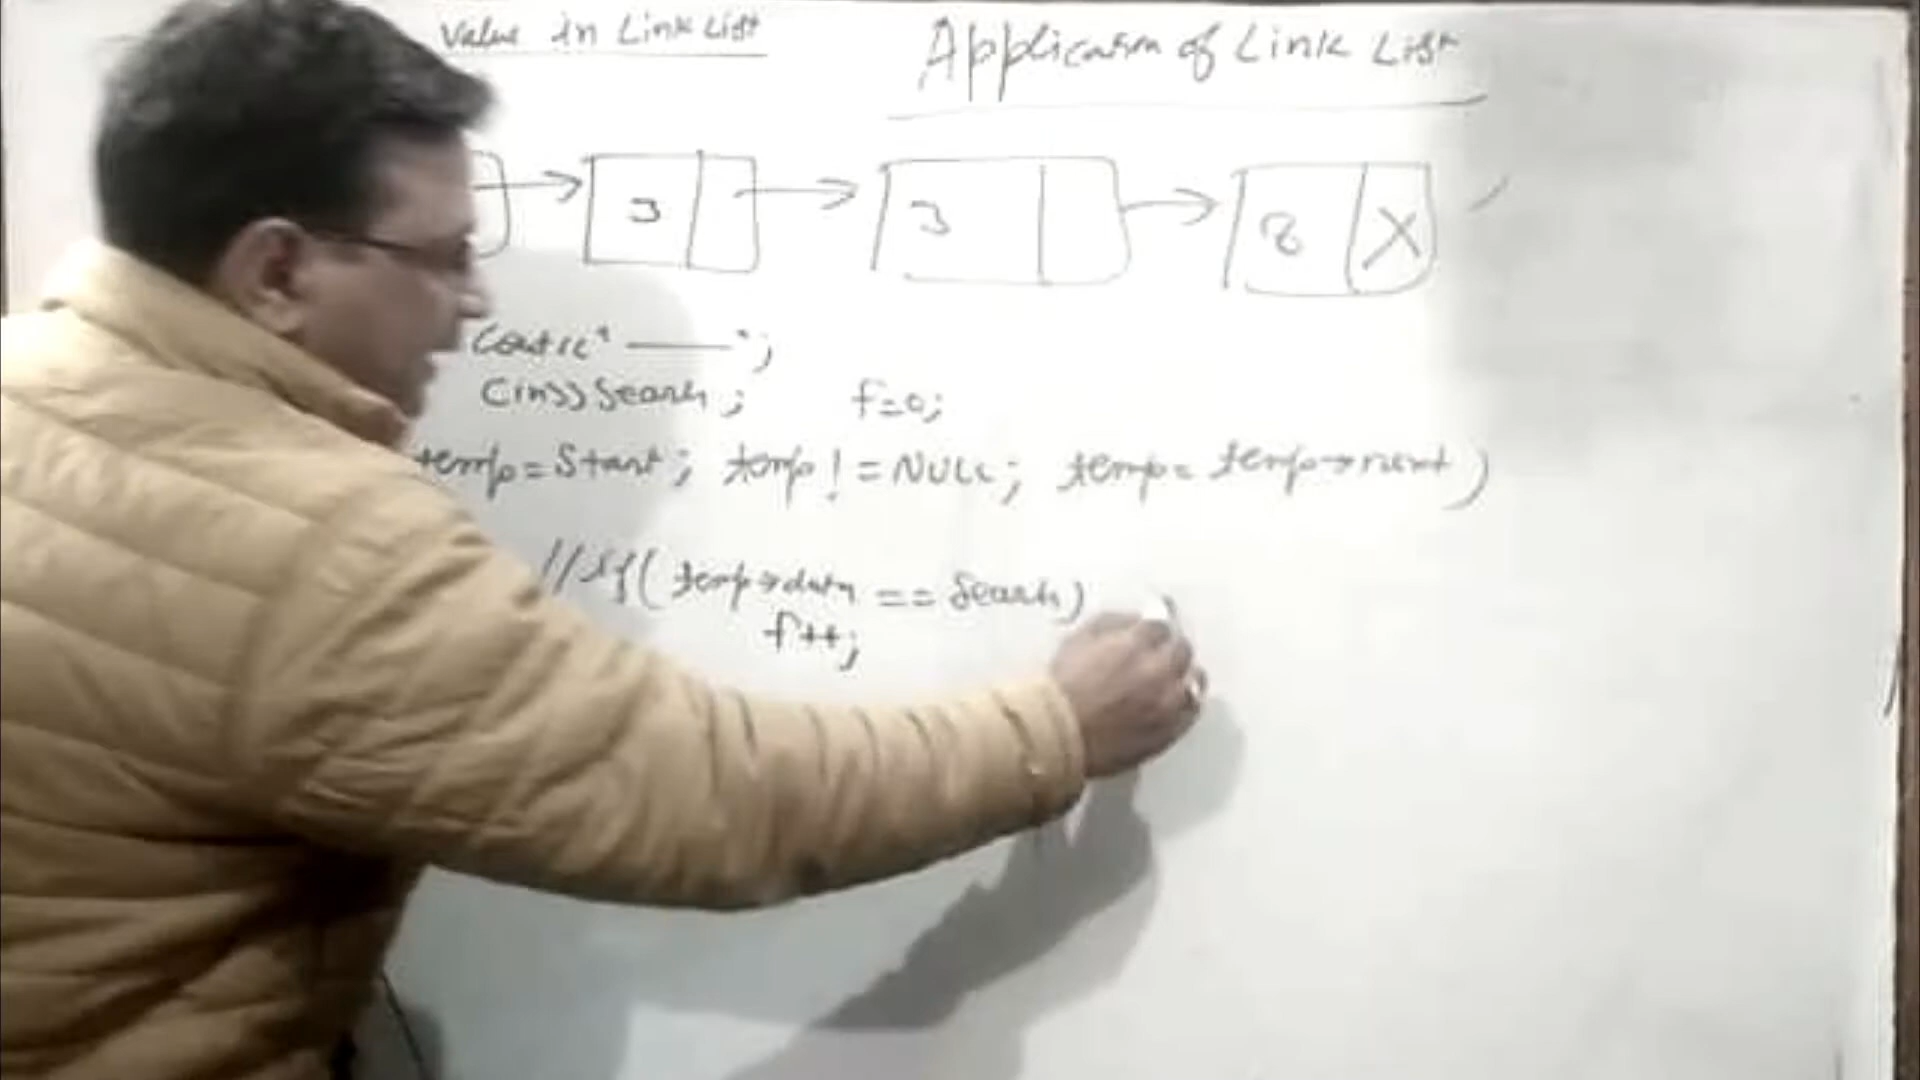 Value in Link List
Application of Link List
3
3
8 X
Cout<<" ——— ";
Cin>>Search; f=0;
temp=Start; temp!=NULL; temp=temp→next)
//if(temp→data == Search)
f++;